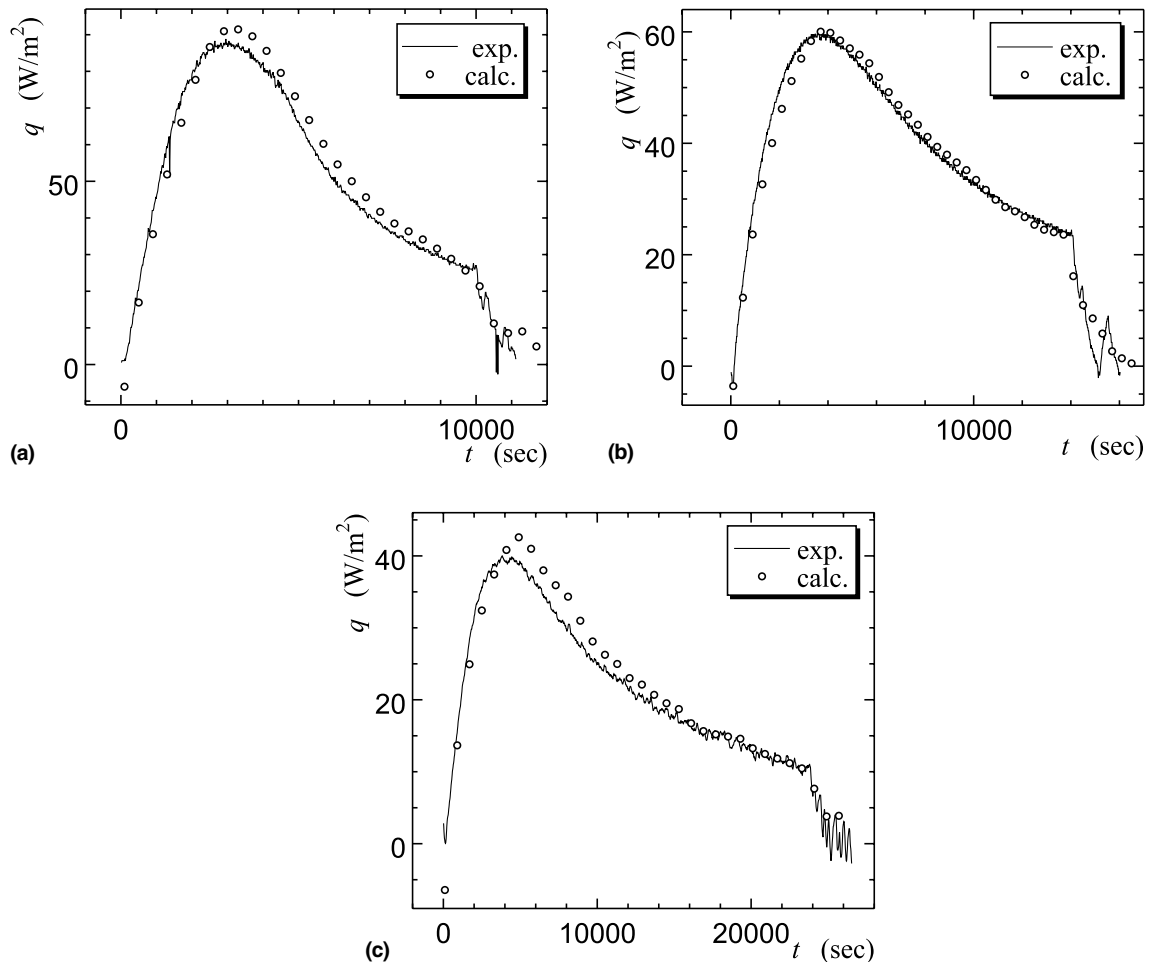 q (W/m2)
exp.
calc.
50
0
0 10000
t (sec)
(a)
q (W/m2)
exp.
calc.
60
40
20
0
0 10000
t (sec)
(b)
q (W/m2)
exp.
calc.
40
20
0
0 10000 20000
t (sec)
(c)